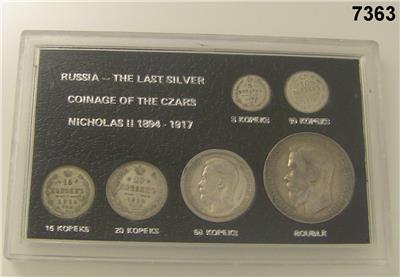 7363
RUSSIA — THE LAST SILVER
COINAGE OF THE CZARS
NICHOLAS II 1894 - 1917
5 KOPEKS 10 KOPEKS
15 KOPEKS 20 KOPEKS 50 KOPEKS ROUBLE